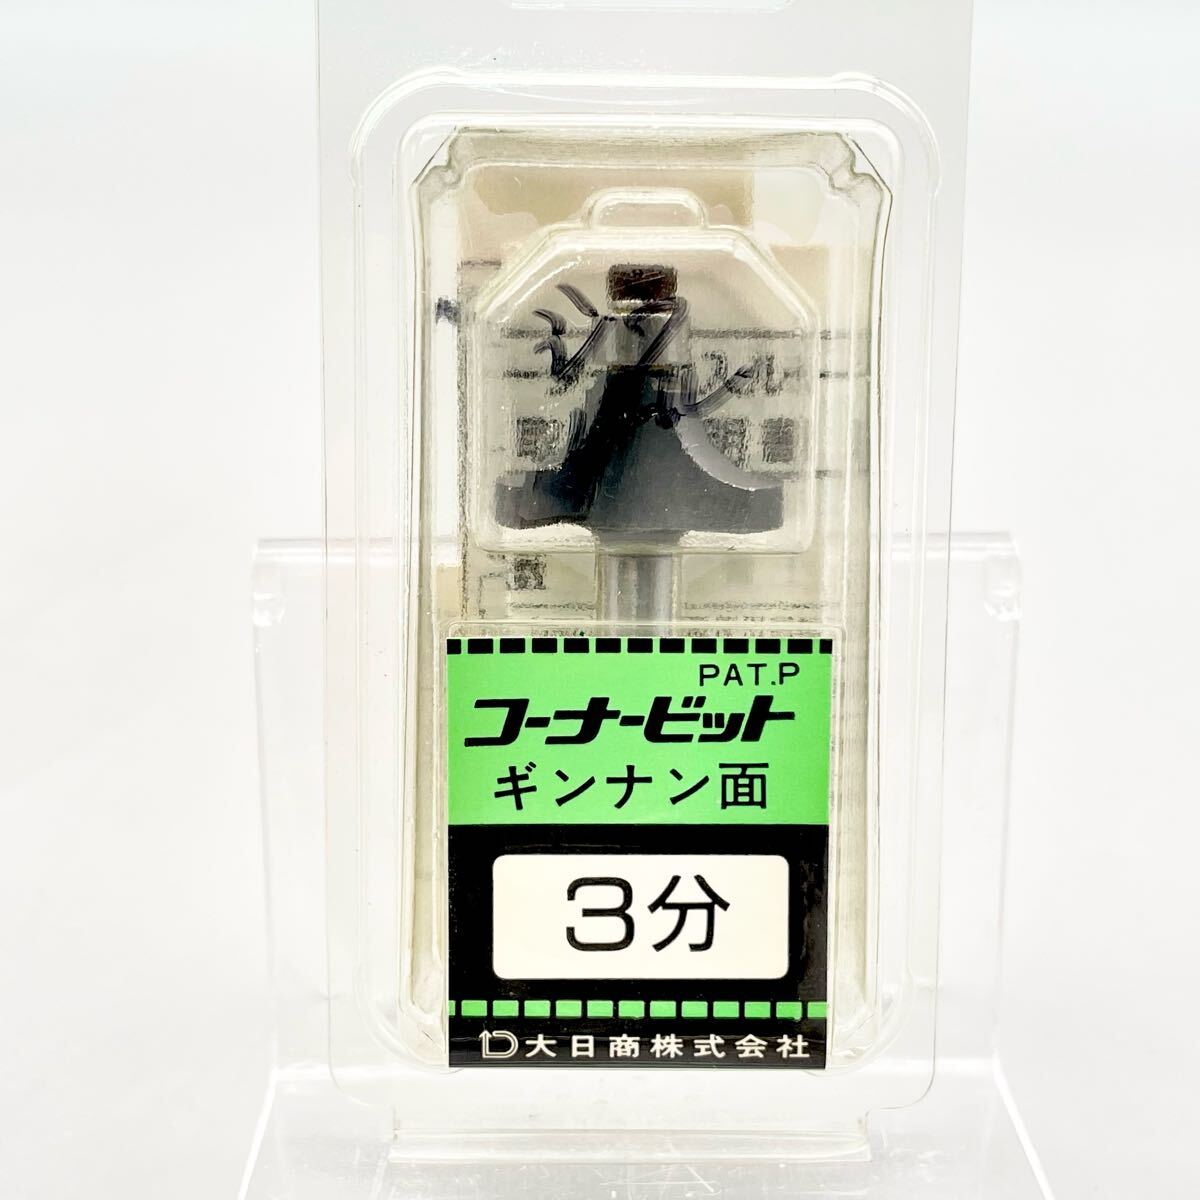 PAT.P
コーナービット
ギンナン面
3分
大日商株式会社